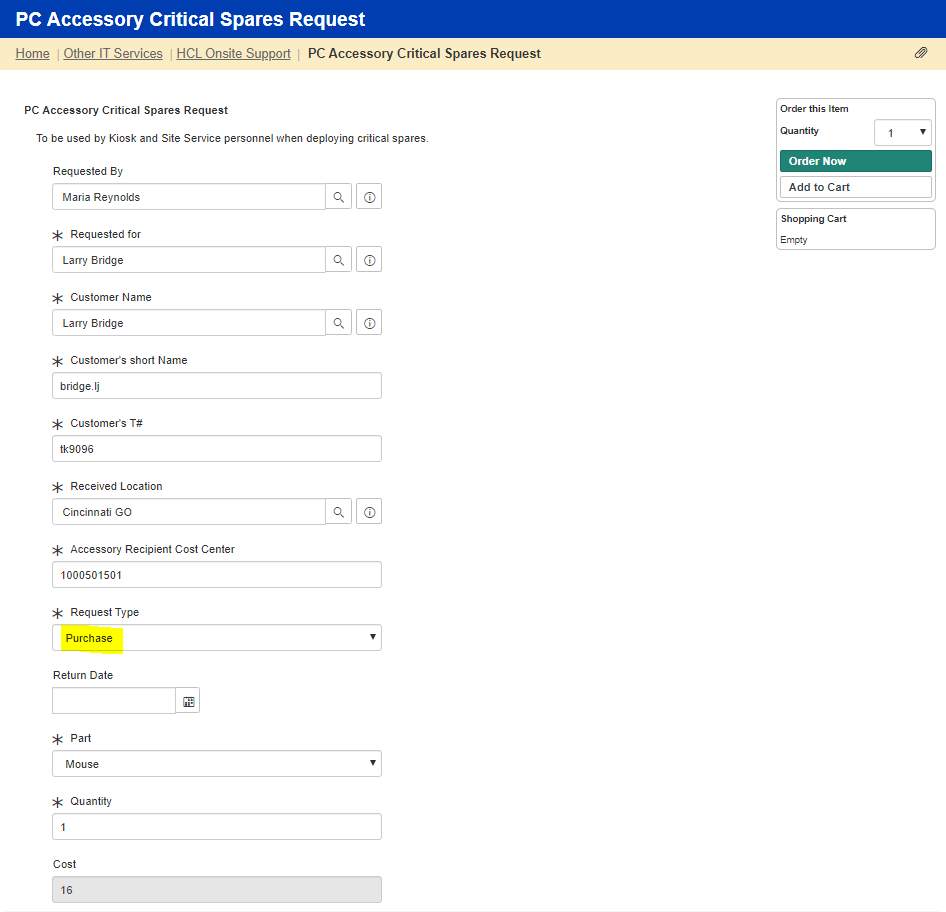 PC Accessory Critical Spares Request
Home | Other IT Services | HCL Onsite Support | PC Accessory Critical Spares Request
PC Accessory Critical Spares Request
To be used by Kiosk and Site Service personnel when deploying critical spares.
Requested By
Maria Reynolds
Requested for
Larry Bridge
Customer Name
Larry Bridge
Customer's short Name
bridge.lj
Customer's T#
tk9096
Received Location
Cincinnati GO
Accessory Recipient Cost Center
1000501501
Request Type
Purchase
Return Date
Part
Mouse
Quantity
1
Cost
16
Order this Item
Quantity 1
Order Now
Add to Cart
Shopping Cart
Empty